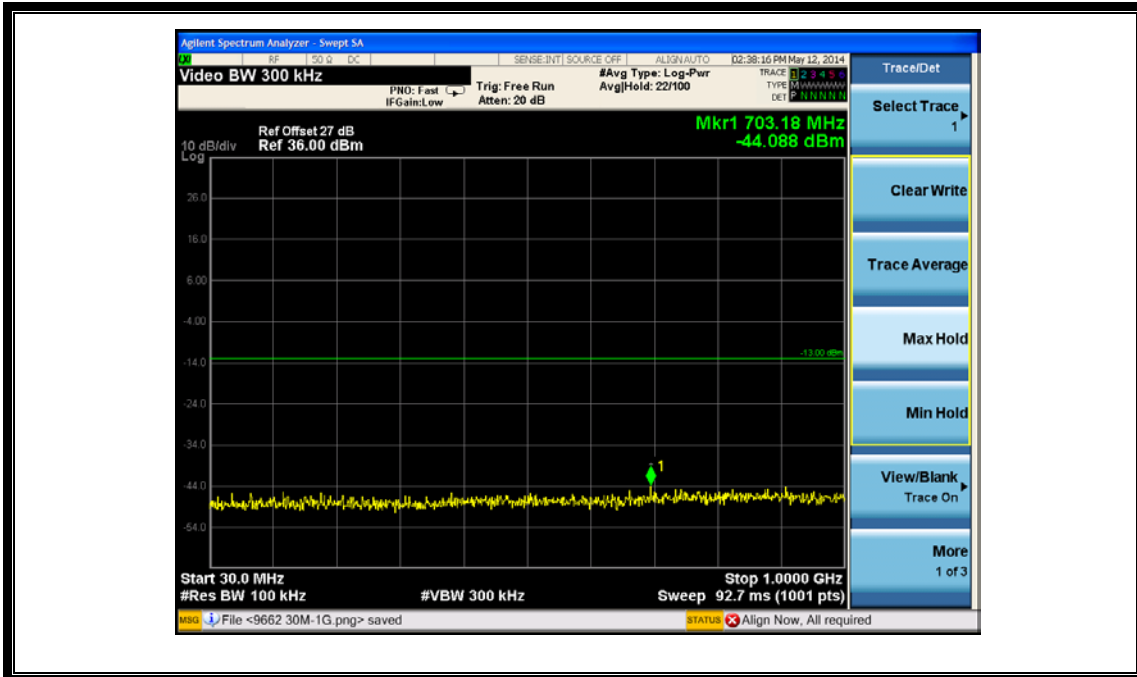 Agilent Spectrum Analyzer - Swept SA
RF 50 Ω DC SENSE:INT SOURCE OFF ALIGNAUTO 02:38:16 PM May 12, 2014
Video BW 300 kHz
PNO: Fast
IFGain:Low
Trig: Free Run
Atten: 20 dB
#Avg Type: Log-Pwr
Avg|Hold: 22/100
TRACE 1 2 3 4 5 6
TYPE M
DET P N N N N N
Ref Offset 27 dB
Ref 36.00 dBm
10 dB/div
Log
Mkr1 703.18 MHz
-44.088 dBm
26.0
16.0
6.00
-4.00
-14.0
-24.0
-34.0
-44.0
-54.0
-13.00 dBm
1
Start 30.0 MHz
Stop 1.0000 GHz
#Res BW 100 kHz
#VBW 300 kHz
Sweep 92.7 ms (1001 pts)
MSG File <9662 30M-1G.png> saved
STATUS Align Now, All required
Trace/Det
Select Trace
1
Clear Write
Trace Average
Max Hold
Min Hold
View/Blank
Trace On
More
1 of 3